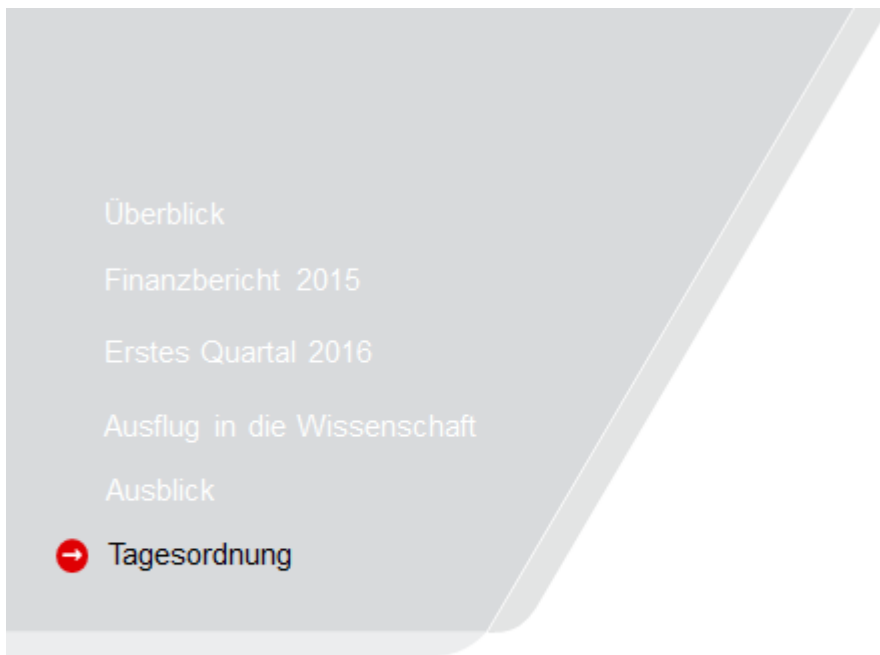 Überblick
Finanzbericht 2015
Erstes Quartal 2016
Ausflug in die Wissenschaft
Ausblick
Tagesordnung